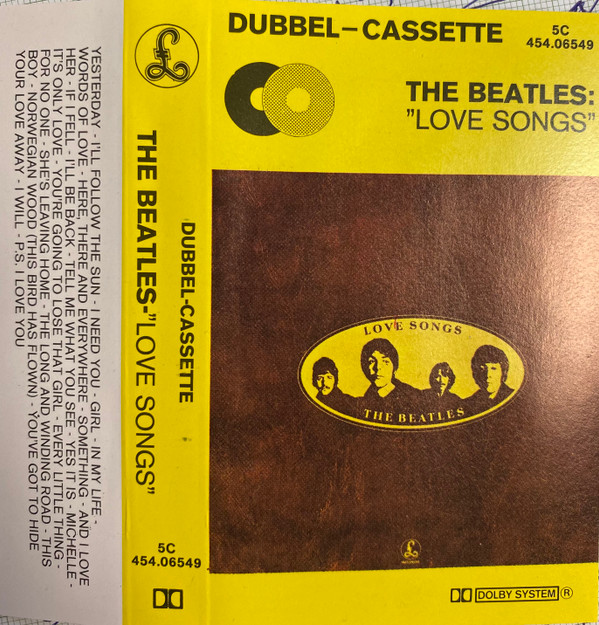 YESTERDAY - I'LL FOLLOW THE SUN - I NEED YOU - GIRL - IN MY LIFE -
WORDS OF LOVE - HERE, THERE AND EVERYWHERE - SOMETHING - AND I LOVE
HER - IF I FELL - I'LL BE BACK - TELL ME WHAT YOU SEE - YES IT IS - MICHELLE -
IT'S ONLY LOVE - YOU'RE GOING TO LOSE THAT GIRL - EVERY LITTLE THING -
FOR NO ONE - SHE'S LEAVING HOME - THE LONG AND WINDING ROAD - THIS
BOY - NORWEGIAN WOOD (THIS BIRD HAS FLOWN) - YOU'VE GOT TO HIDE
YOUR LOVE AWAY - I WILL - P.S. I LOVE YOU
DUBBEL-CASSETTE
THE BEATLES-"LOVE SONGS"
5C
454.06549
DUBBEL–CASSETTE
5C
454.06549
THE BEATLES:
"LOVE SONGS"
LOVE SONGS
THE BEATLES
DOLBY SYSTEM ®